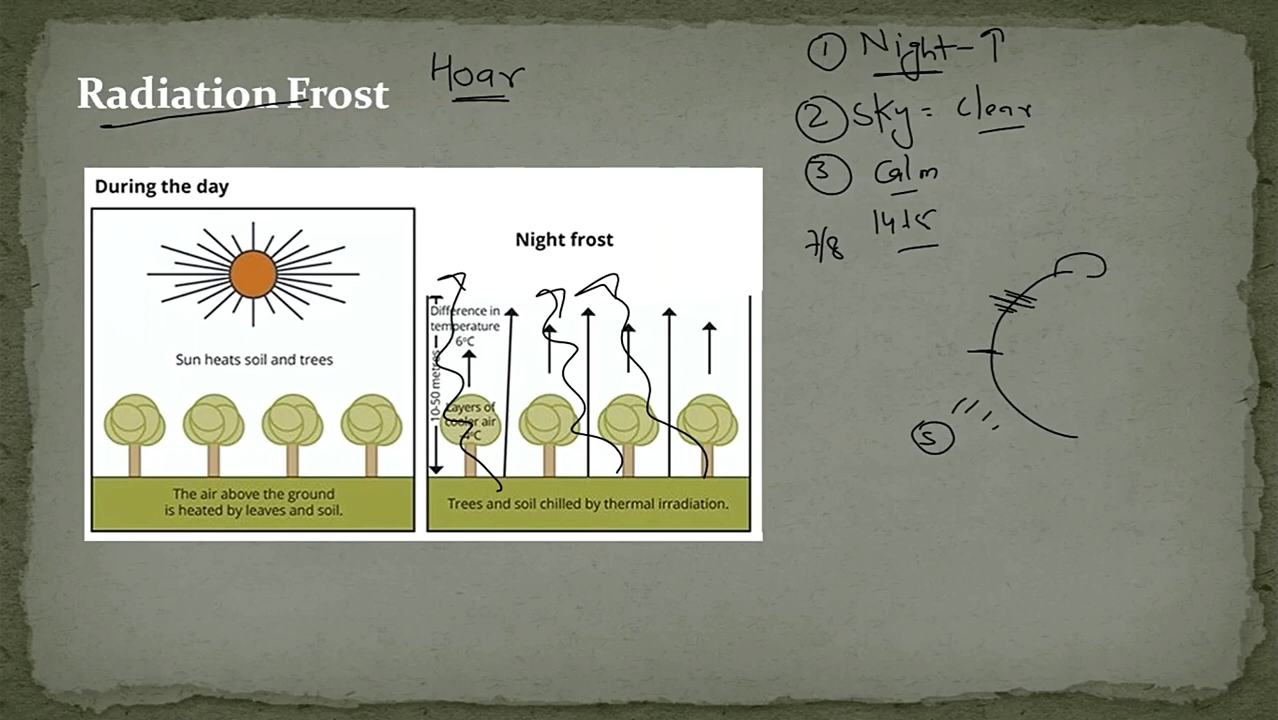 Radiation Frost
Hoar
① Night - ↑
② Sky = clear
③ Calm
7/8
During the day
Sun heats soil and trees
The air above the ground
is heated by leaves and soil.
Night frost
Difference in
temperature
6°C
10-50 metres
Layers of
cooler air
Trees and soil chilled by thermal irradiation.